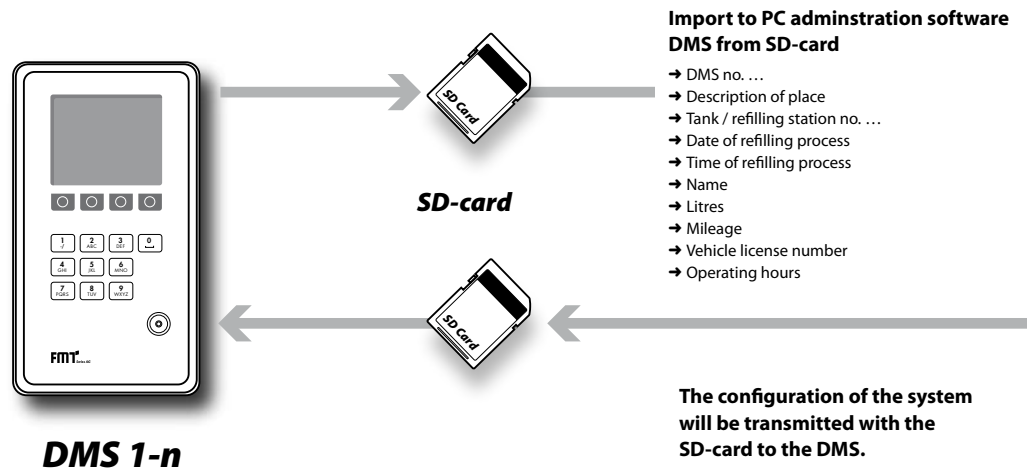 Import to PC adminstration software
DMS from SD-card
➔ DMS no. …
➔ Description of place
➔ Tank / refilling station no. …
➔ Date of refilling process
➔ Time of refilling process
➔ Name
➔ Litres
➔ Mileage
➔ Vehicle license number
➔ Operating hours
SD Card
SD-card
1 2 3 0
-/ ABC DEF
4 5 6
GHI JKL MNO
7 8 9
PQRS TUV WXYZ
FMT
Swiss AG
SD Card
DMS 1-n
The configuration of the system
will be transmitted with the
SD-card to the DMS.